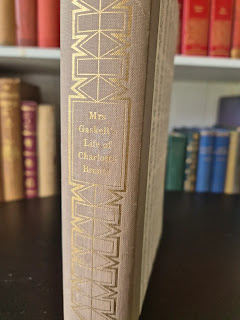 Mrs
Gaskell's
Life of
Charlotte
Brontë